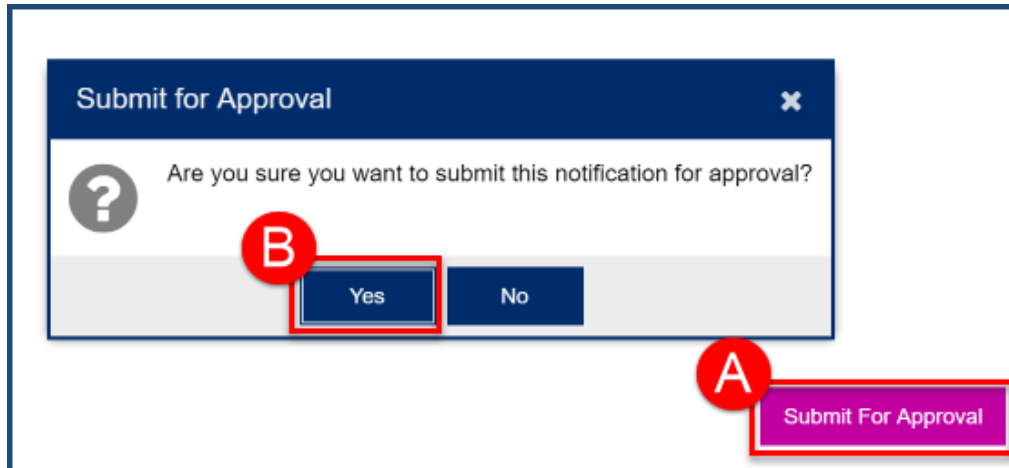 Submit for Approval
Are you sure you want to submit this notification for approval?
B
Yes No
A
Submit For Approval